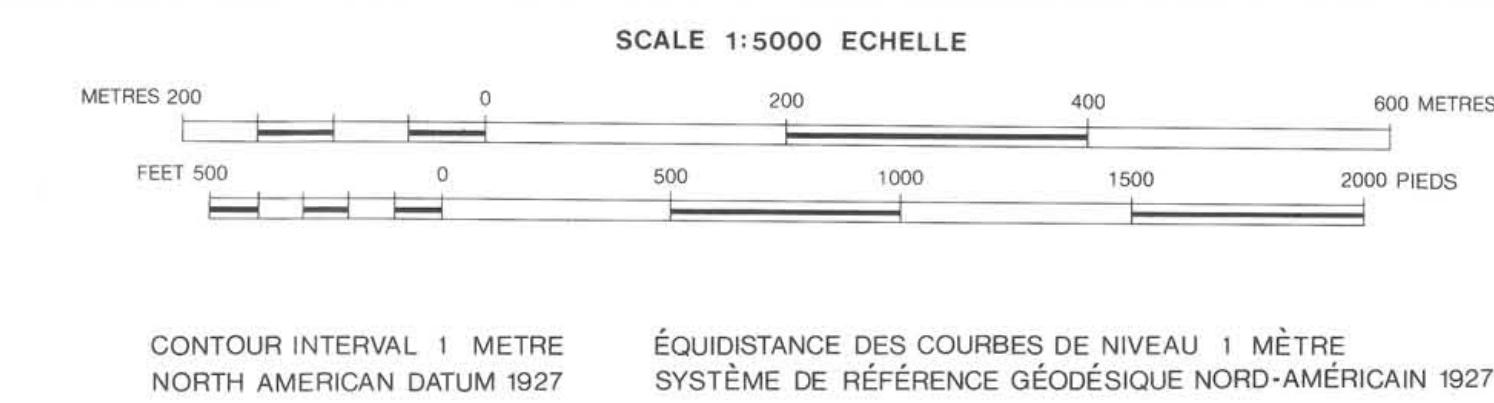 SCALE 1:5000 ECHELLE
METRES 200 0 200 400 600 METRES
FEET 500 0 500 1000 1500 2000 PIEDS
CONTOUR INTERVAL 1 METRE
NORTH AMERICAN DATUM 1927
ÉQUIDISTANCE DES COURBES DE NIVEAU 1 MÈTRE
SYSTÈME DE RÉFÉRENCE GÉODÉSIQUE NORD-AMÉRICAIN 1927